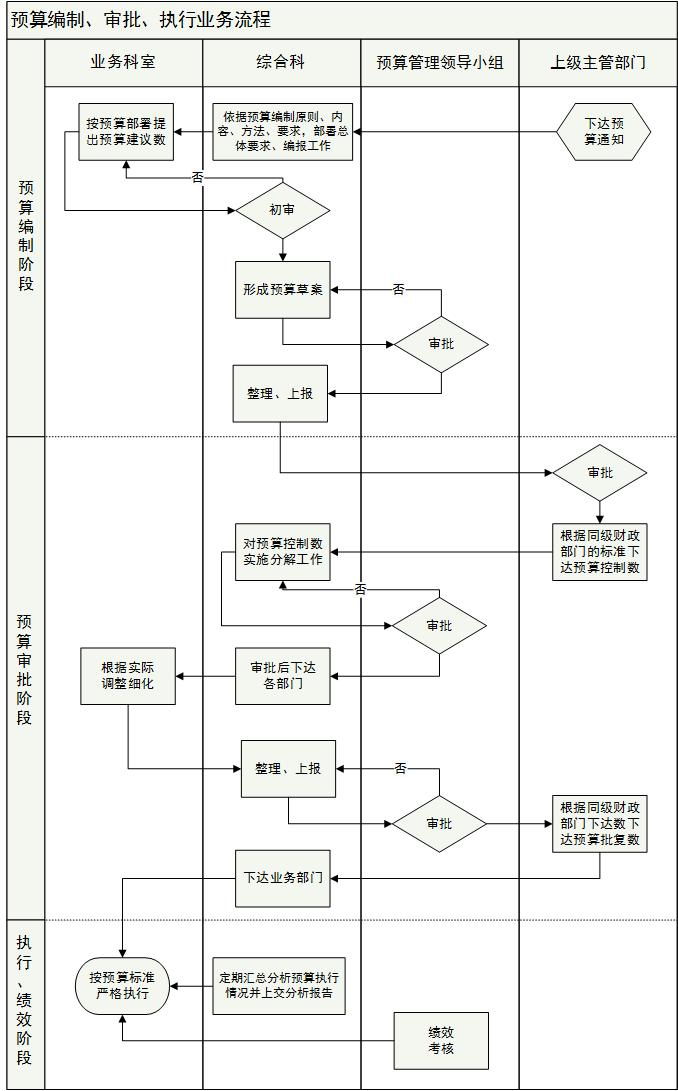 预算编制、审批、执行业务流程
业务科室
综合科
预算管理领导小组
上级主管部门
预算编制阶段
按预算部署提
出预算建议数
依据预算编制原则、内
容、方法、要求，部署总
体要求、编报工作
下达预
算通知
否
初审
形成预算草案
否
审批
整理、上报
预算审批阶段
审批
对预算控制数
实施分解工作
根据同级财政
部门的标准下
达预算控制数
否
审批
根据实际
调整细化
审批后下达
各部门
整理、上报
否
审批
根据同级财政
部门下达数下
达预算批复数
下达业务部门
执行、绩效阶段
按预算标准
严格执行
定期汇总分析预算执行
情况并上交分析报告
绩效
考核